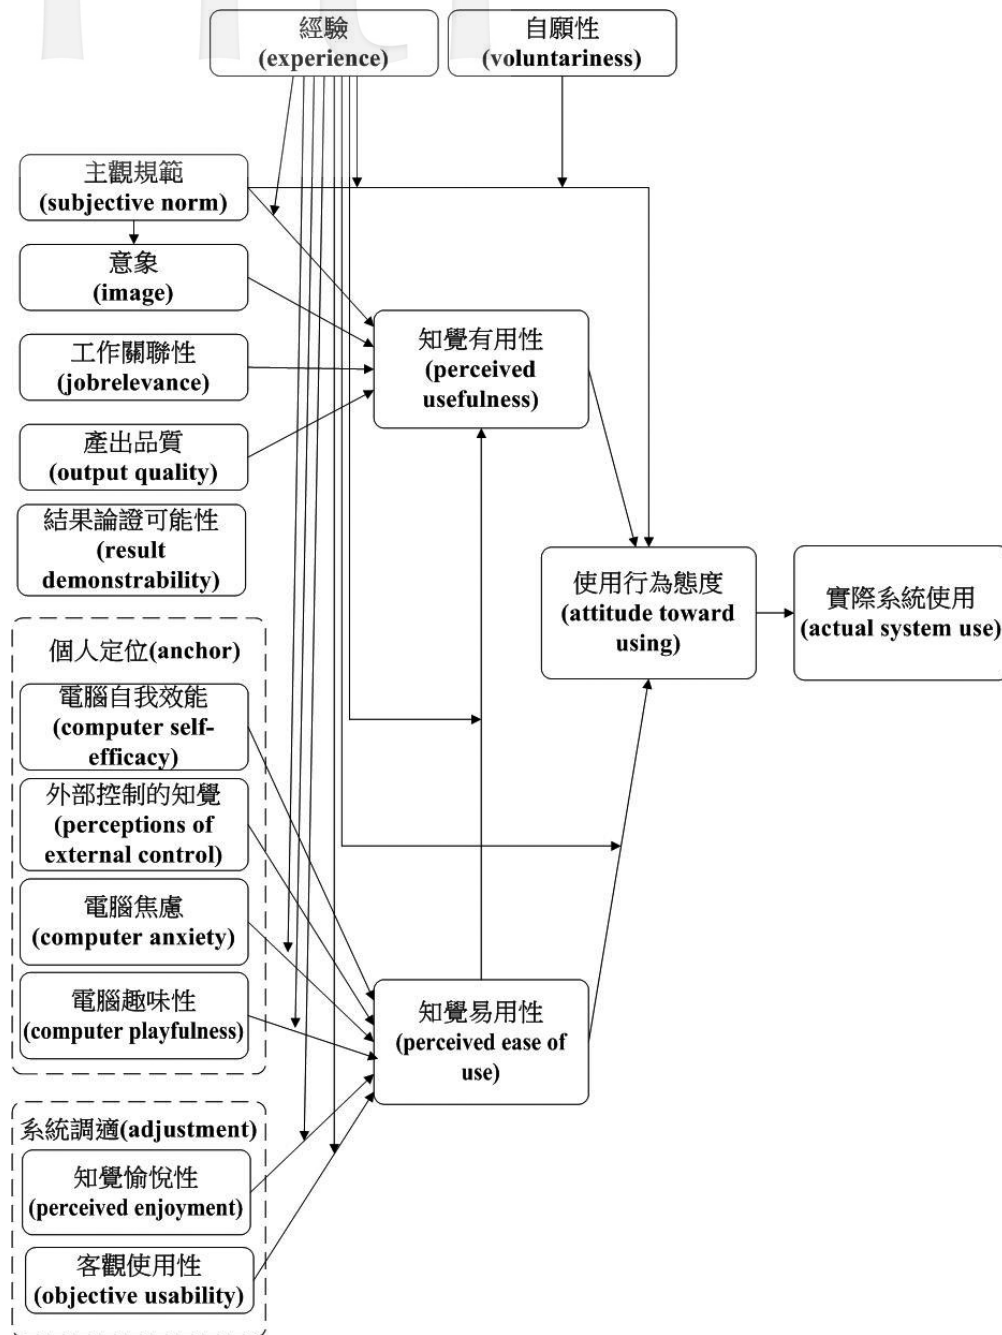 經驗
(experience)
自願性
(voluntariness)
主觀規範
(subjective norm)
意象
(image)
工作關聯性
(jobrelevance)
產出品質
(output quality)
結果論證可能性
(result
demonstrability)
知覺有用性
(perceived
usefulness)
使用行為態度
(attitude toward
using)
實際系統使用
(actual system use)
個人定位(anchor)
電腦自我效能
(computer self-
efficacy)
外部控制的知覺
(perceptions of
external control)
電腦焦慮
(computer anxiety)
電腦趣味性
(computer playfulness)
知覺易用性
(perceived ease of
use)
系統調適(adjustment)
知覺愉悅性
(perceived enjoyment)
客觀使用性
(objective usability)